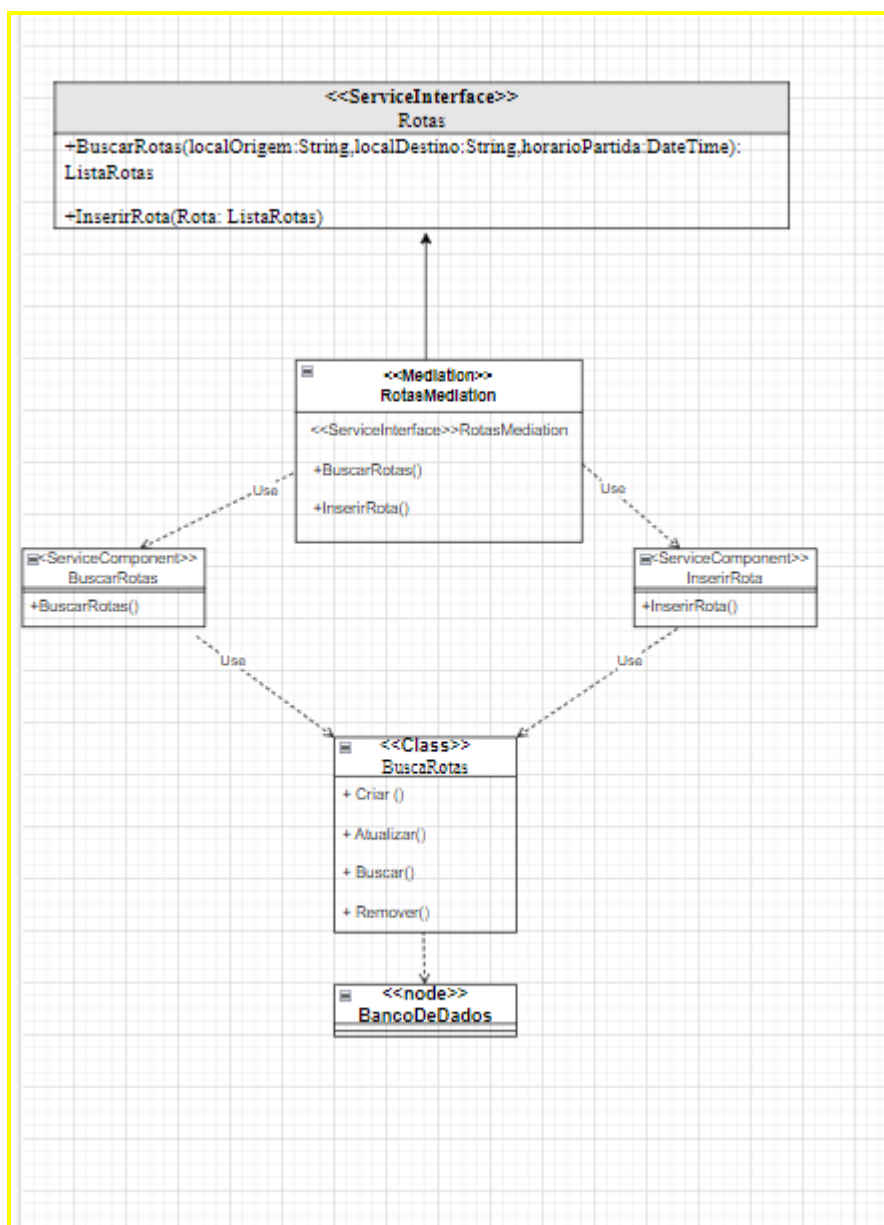 <<ServiceInterface>>
Rotas
+BuscarRotas(localOrigem:String,localDestino:String,horarioPartida:DateTime):
ListaRotas
+InserirRota(Rota: ListaRotas)
<<Mediation>>
RotasMediation
<<ServiceInterface>>RotasMediation
+BuscarRotas()
+InserirRota()
Use
Use
<ServiceComponent>>
BuscarRotas
+BuscarRotas()
<ServiceComponent>>
InserirRota
+InserirRota()
Use
Use
<<Class>>
BuscaRotas
+ Criar ()
+ Atualizar()
+ Buscar()
+ Remover()
<<node>>
BancoDeDados